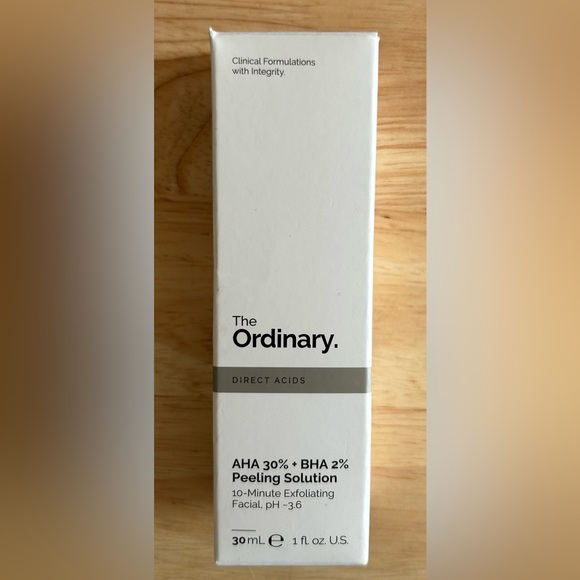 Clinical Formulations
with Integrity.
The
Ordinary.
DIRECT ACIDS
AHA 30% + BHA 2%
Peeling Solution
10-Minute Exfoliating
Facial, pH ~3.6
30mL ℮ 1 fl. oz. U.S.